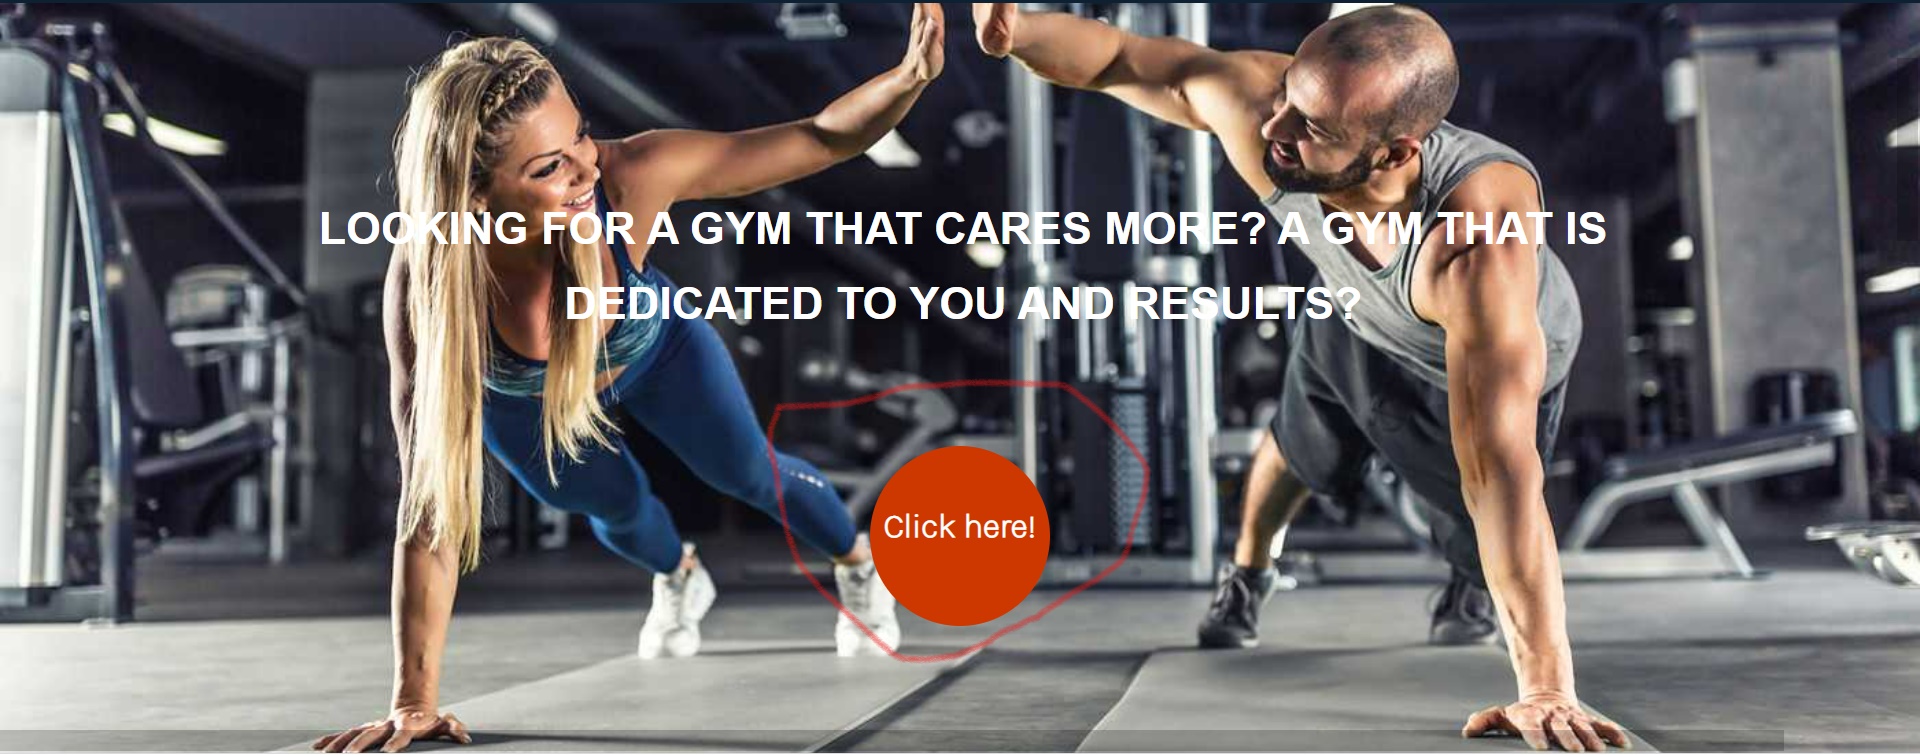 LOOKING FOR A GYM THAT CARES MORE? A GYM THAT IS
DEDICATED TO YOU AND RESULTS?
Click here!